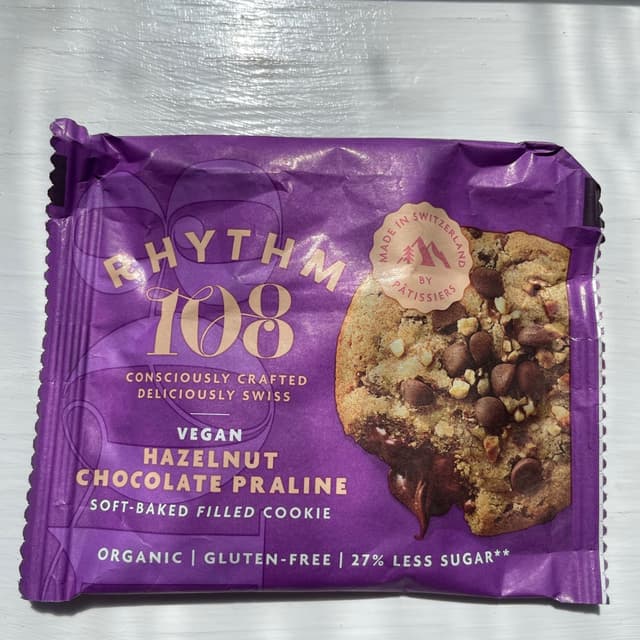 RHYTHM
108
CONSCIOUSLY CRAFTED
DELICIOUSLY SWISS
VEGAN
HAZELNUT
CHOCOLATE PRALINE
SOFT-BAKED FILLED COOKIE
ORGANIC | GLUTEN-FREE | 27% LESS SUGAR**
MADE IN SWITZERLAND
BY
PÂTISSIERS